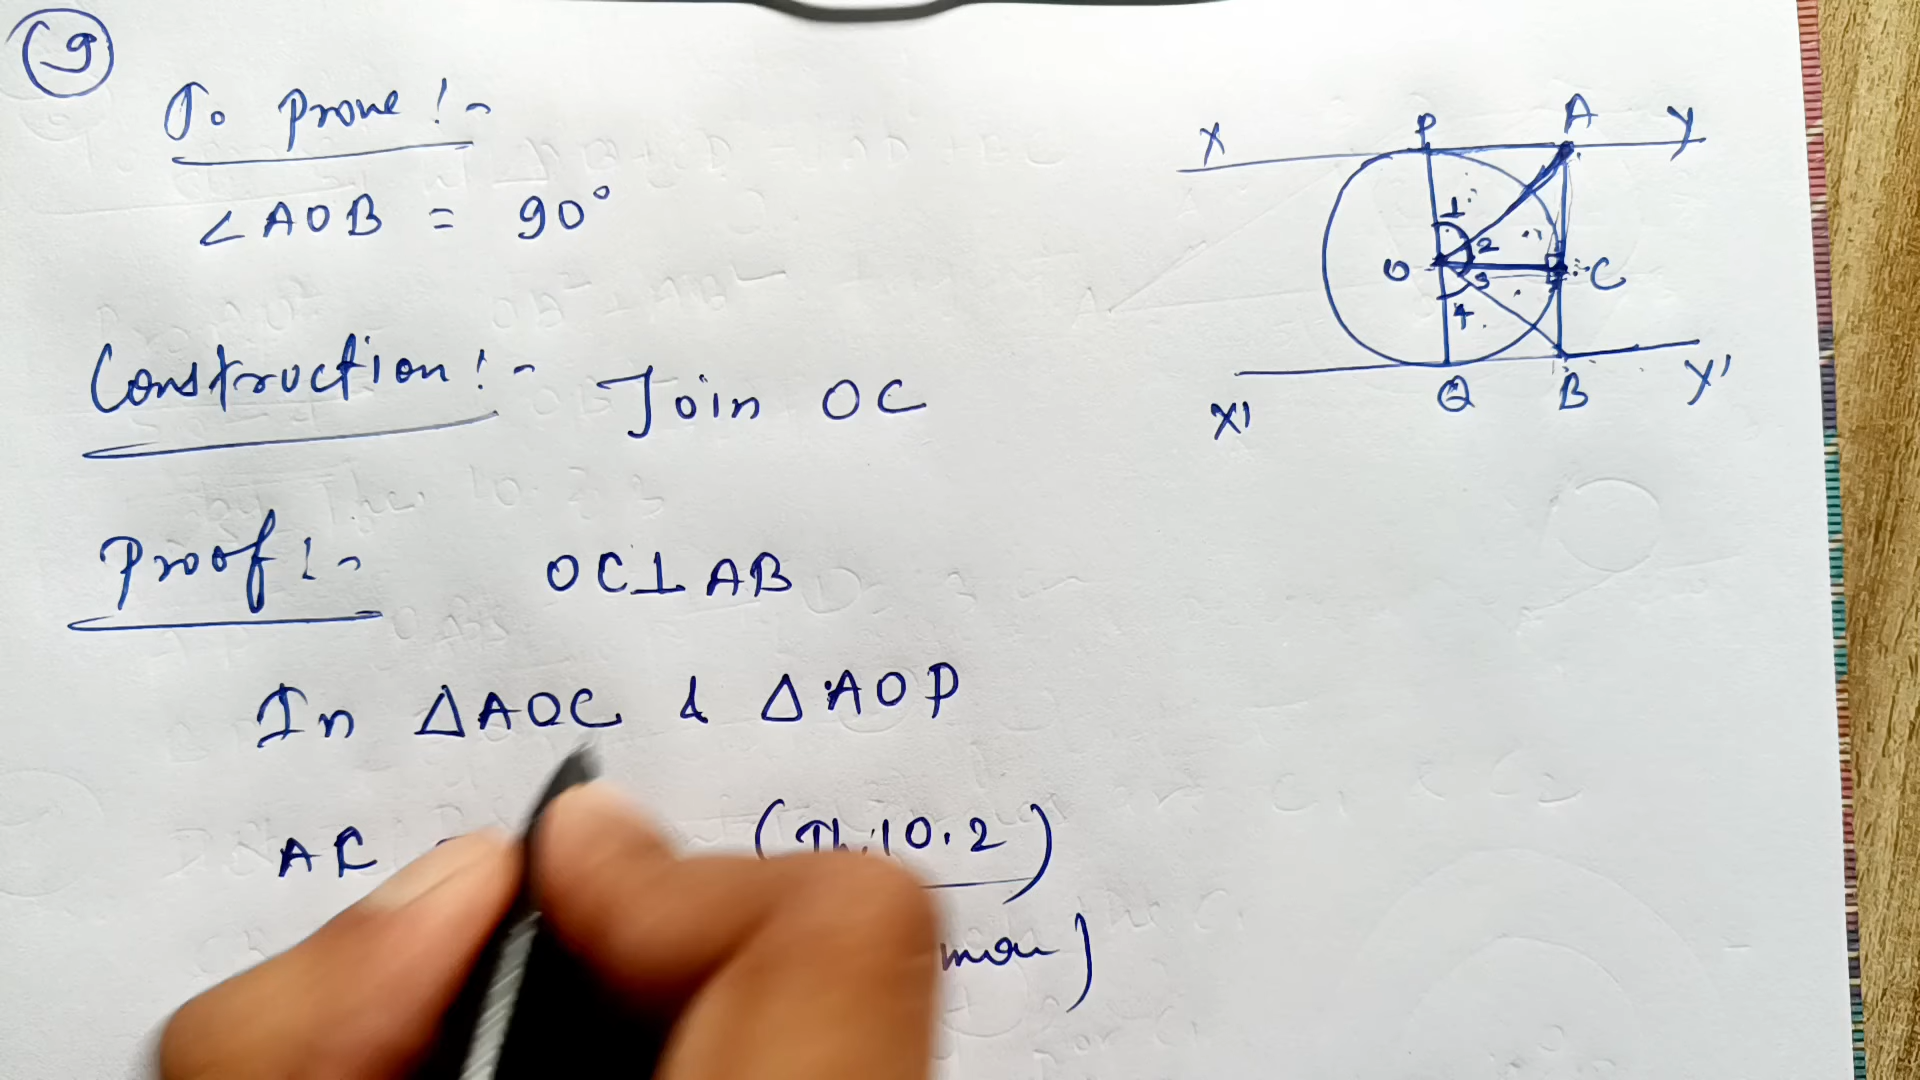 9
To prove :-
∠AOB = 90°
Construction :- Join OC
Proof :- OC⊥AB
In △AOC & △AOP
AC (Th.10.2)
X P A Y
1
2
O C
3
4
X' Q B Y'